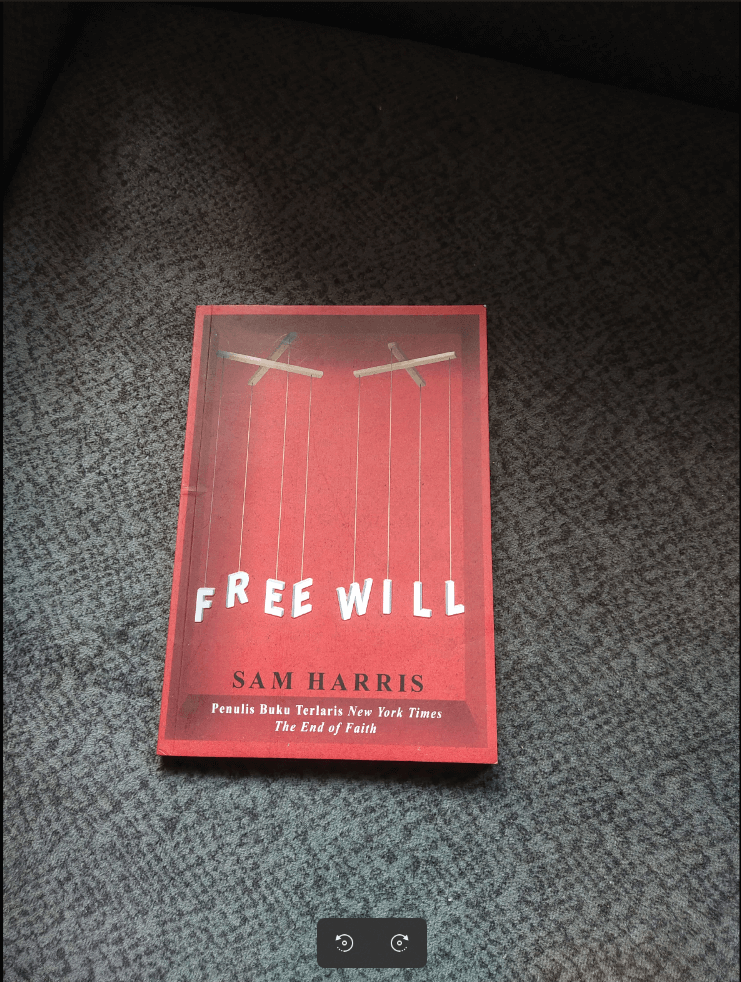 FREE WILL
SAM HARRIS
Penulis Buku Terlaris New York Times
The End of Faith